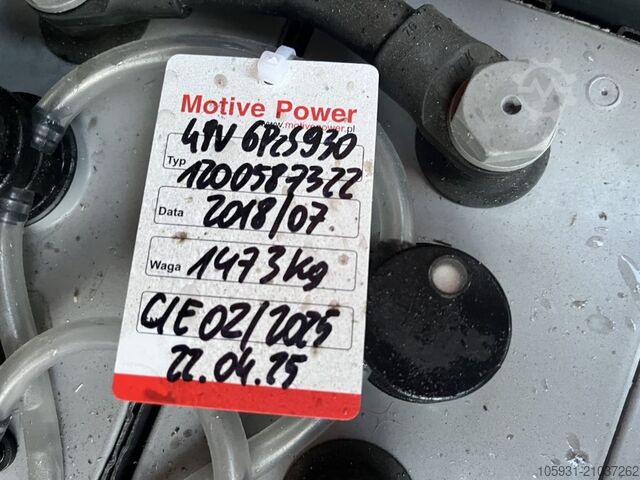 Motive Power
www.motivepower.pl
48V 6PzS930
Typ
1200587322
Data 2018/07
Waga 1473kg
C/E 02/2025
22.04.25
105931-21037262